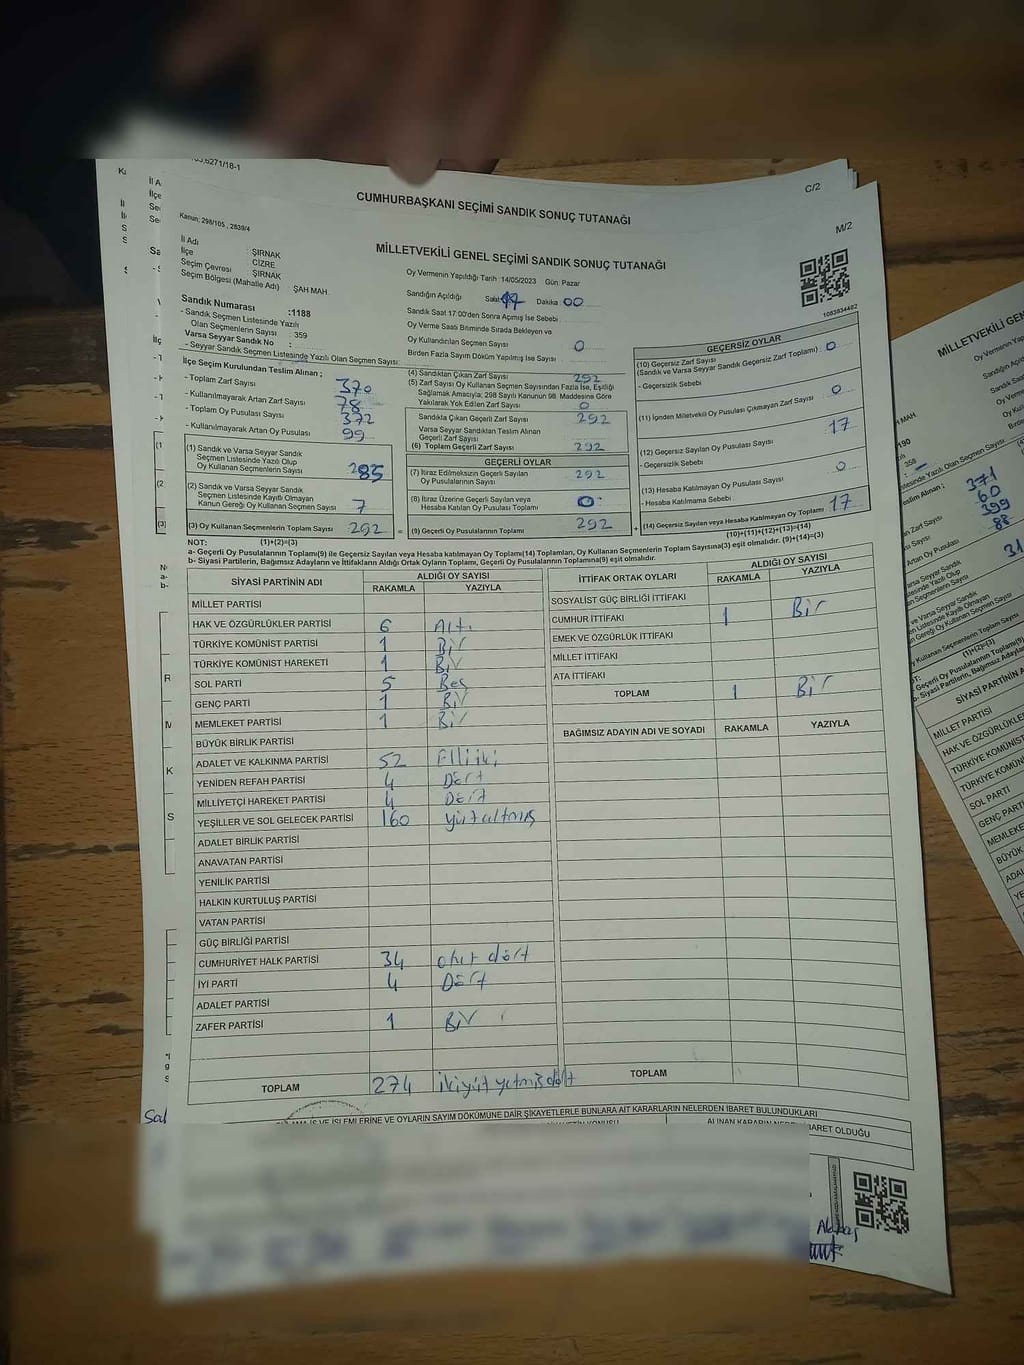 6271/18-1
C/2
CUMHURBAŞKANI SEÇİMİ SANDIK SONUÇ TUTANAĞI
M/2
Kanun; 298/105 , 2839/4
MİLLETVEKİLİ GENEL SEÇİMİ SANDIK SONUÇ TUTANAĞI
İl Adı : ŞIRNAK
İlçe : CİZRE
Seçim Çevresi : ŞIRNAK
Seçim Bölgesi (Mahalle Adı) : ŞAH MAH.
Oy Vermenin Yapıldığı Tarih :14/05/2023 Gün: Pazar
Sandığın Açıldığı Saat 17 Dakika 00
Sandık Saat 17:00'den Sonra Açılmış İse Sebebi
Oy Verme Saati Bitiminde Sırada Bekleyen ve
Oy Kullandırılan Seçmen Sayısı 0
Birden Fazla Sayım Döküm Yapılmış İse Sayısı
1083834482
Sandık Numarası :1188
- Sandık Seçmen Listesinde Yazılı
Olan Seçmenlerin Sayısı : 359
Varsa Seyyar Sandık No :
- Seyyar Sandık Seçmen Listesinde Yazılı Olan Seçmen Sayısı:
İlçe Seçim Kurulundan Teslim Alınan ;
- Toplam Zarf Sayısı 370
- Kullanılmayarak Artan Zarf Sayısı 78
- Toplam Oy Pusulası Sayısı 372
- Kullanılmayarak Artan Oy Pusulası 99
(1) Sandık ve Varsa Seyyar Sandık
Seçmen Listesinde Yazılı Olup
Oy Kullanan Seçmenlerin Sayısı 285
(2) Sandık ve Varsa Seyyar Sandık
Seçmen Listesinde Kayıtlı Olmayan
Kanun Gereği Oy Kullanan Seçmen Sayısı 7
(3) Oy Kullanan Seçmenlerin Toplam Sayısı 292
(1)+(2)=(3)
(4) Sandıktan Çıkan Zarf Sayısı 292
(5) Zarf Sayısı Oy Kullanan Seçmen Sayısından Fazla İse, Eşitliği
Sağlamak Amacıyla; 298 Sayılı Kanunun 98. Maddesine Göre
Yakılarak Yok Edilen Zarf Sayısı 0
Sandıkta Çıkan Geçerli Zarf Sayısı 292
Varsa Seyyar Sandıktan Teslim Alınan
Geçerli Zarf Sayısı
(6) Toplam Geçerli Zarf Sayısı 292
GEÇERLİ OYLAR
(7) İtiraz Edilmeksizin Geçerli Sayılan
Oy Pusulalarının Sayısı 292
(8) İtiraz Üzerine Geçerli Sayılan veya
Hesaba Katılan Oy Pusulası Toplamı 0
= (9) Geçerli Oy Pusulalarının Toplamı 292
GEÇERSİZ OYLAR
(10) Geçersiz Zarf Sayısı
(Sandık ve Varsa Seyyar Sandık Geçersiz Zarf Toplamı) : 0
- Geçersizlik Sebebi
(11) İçinden Milletvekili Oy Pusulası Çıkmayan Zarf Sayısı 0
(12) Geçersiz Sayılan Oy Pusulası Sayısı 17
- Geçersizlik Sebebi
(13) Hesaba Katılmayan Oy Pusulası Sayısı 0
- Hesaba Katılmama Sebebi
+ (14) Geçersiz Sayılan veya Hesaba Katılmayan Oy Toplamı 17
(10)+(11)+(12)+(13)=(14)
NOT:
a- Geçerli Oy Pusulalarının Toplamı(9) ile Geçersiz Sayılan veya Hesaba katılmayan Oy Toplamı(14) Toplamları, Oy Kullanan Seçmenlerin Toplam Sayısına(3) eşit olmalıdır. (9)+(14)=(3)
b- Siyasi Partilerin, Bağımsız Adayların ve İttifakların Aldığı Ortak Oyların Toplamı, Geçerli Oy Pusulalarının Toplamına(9) eşit olmalıdır.
SİYASİ PARTİNİN ADI ALDIĞI OY SAYISI
RAKAMLA YAZIYLA
MİLLET PARTİSİ
HAK VE ÖZGÜRLÜKLER PARTİSİ 6 Altı
TÜRKİYE KOMÜNİST PARTİSİ 1 Bir
TÜRKİYE KOMÜNİST HAREKETİ 1 Bir
SOL PARTİ 5 Beş
GENÇ PARTİ 1 Bir
MEMLEKET PARTİSİ 1 Bir
BÜYÜK BİRLİK PARTİSİ
ADALET VE KALKINMA PARTİSİ 52 Elliiki
YENİDEN REFAH PARTİSİ 4 Dört
MİLLİYETÇİ HAREKET PARTİSİ 4 Dört
YEŞİLLER VE SOL GELECEK PARTİSİ 160 yüzaltmış
ADALET BİRLİK PARTİSİ
ANAVATAN PARTİSİ
YENİLİK PARTİSİ
HALKIN KURTULUŞ PARTİSİ
VATAN PARTİSİ
GÜÇ BİRLİĞİ PARTİSİ
CUMHURİYET HALK PARTİSİ 34 otuz dört
İYİ PARTİ 4 Dört
ADALET PARTİSİ
ZAFER PARTİSİ 1 Bir
TOPLAM 274 ikiyüz yetmiş dört
İTTİFAK ORTAK OYLARI ALDIĞI OY SAYISI
RAKAMLA YAZIYLA
SOSYALİST GÜÇ BİRLİĞİ İTTİFAKI
CUMHUR İTTİFAKI 1 Bir
EMEK VE ÖZGÜRLÜK İTTİFAKI
MİLLET İTTİFAKI
ATA İTTİFAKI
TOPLAM 1 Bir
BAĞIMSIZ ADAYIN ADI VE SOYADI RAKAMLA YAZIYLA
TOPLAM
İŞ VE İŞLEMLERİNE VE OYLARIN SAYIM DÖKÜMÜNE DAİR ŞİKAYETLERLE BUNLARA AİT KARARLARIN NELERDEN İBARET BULUNDUKLARI
ALINAN KARARIN NEDEN İBARET OLDUĞU
MİLLETVEKİLİ GEN
Oy Vermenin Yapıl
Sandığın Açıldığı
MAH.
190
: 358
Listesinde Yazılı Olan Seçmen Sayısı
Teslim Alınan ;
371
60
399
88
31
(1)+(2)=(3)
SİYASİ PARTİNİN A
MİLLET PARTİSİ
HAK VE ÖZGÜRLÜKLE
TÜRKİYE KOMÜNİS
TÜRKİYE KOMÜN
SOL PARTİ
GENÇ PARTİ
MEMLEKE
BÜYÜK
ADAL
YE